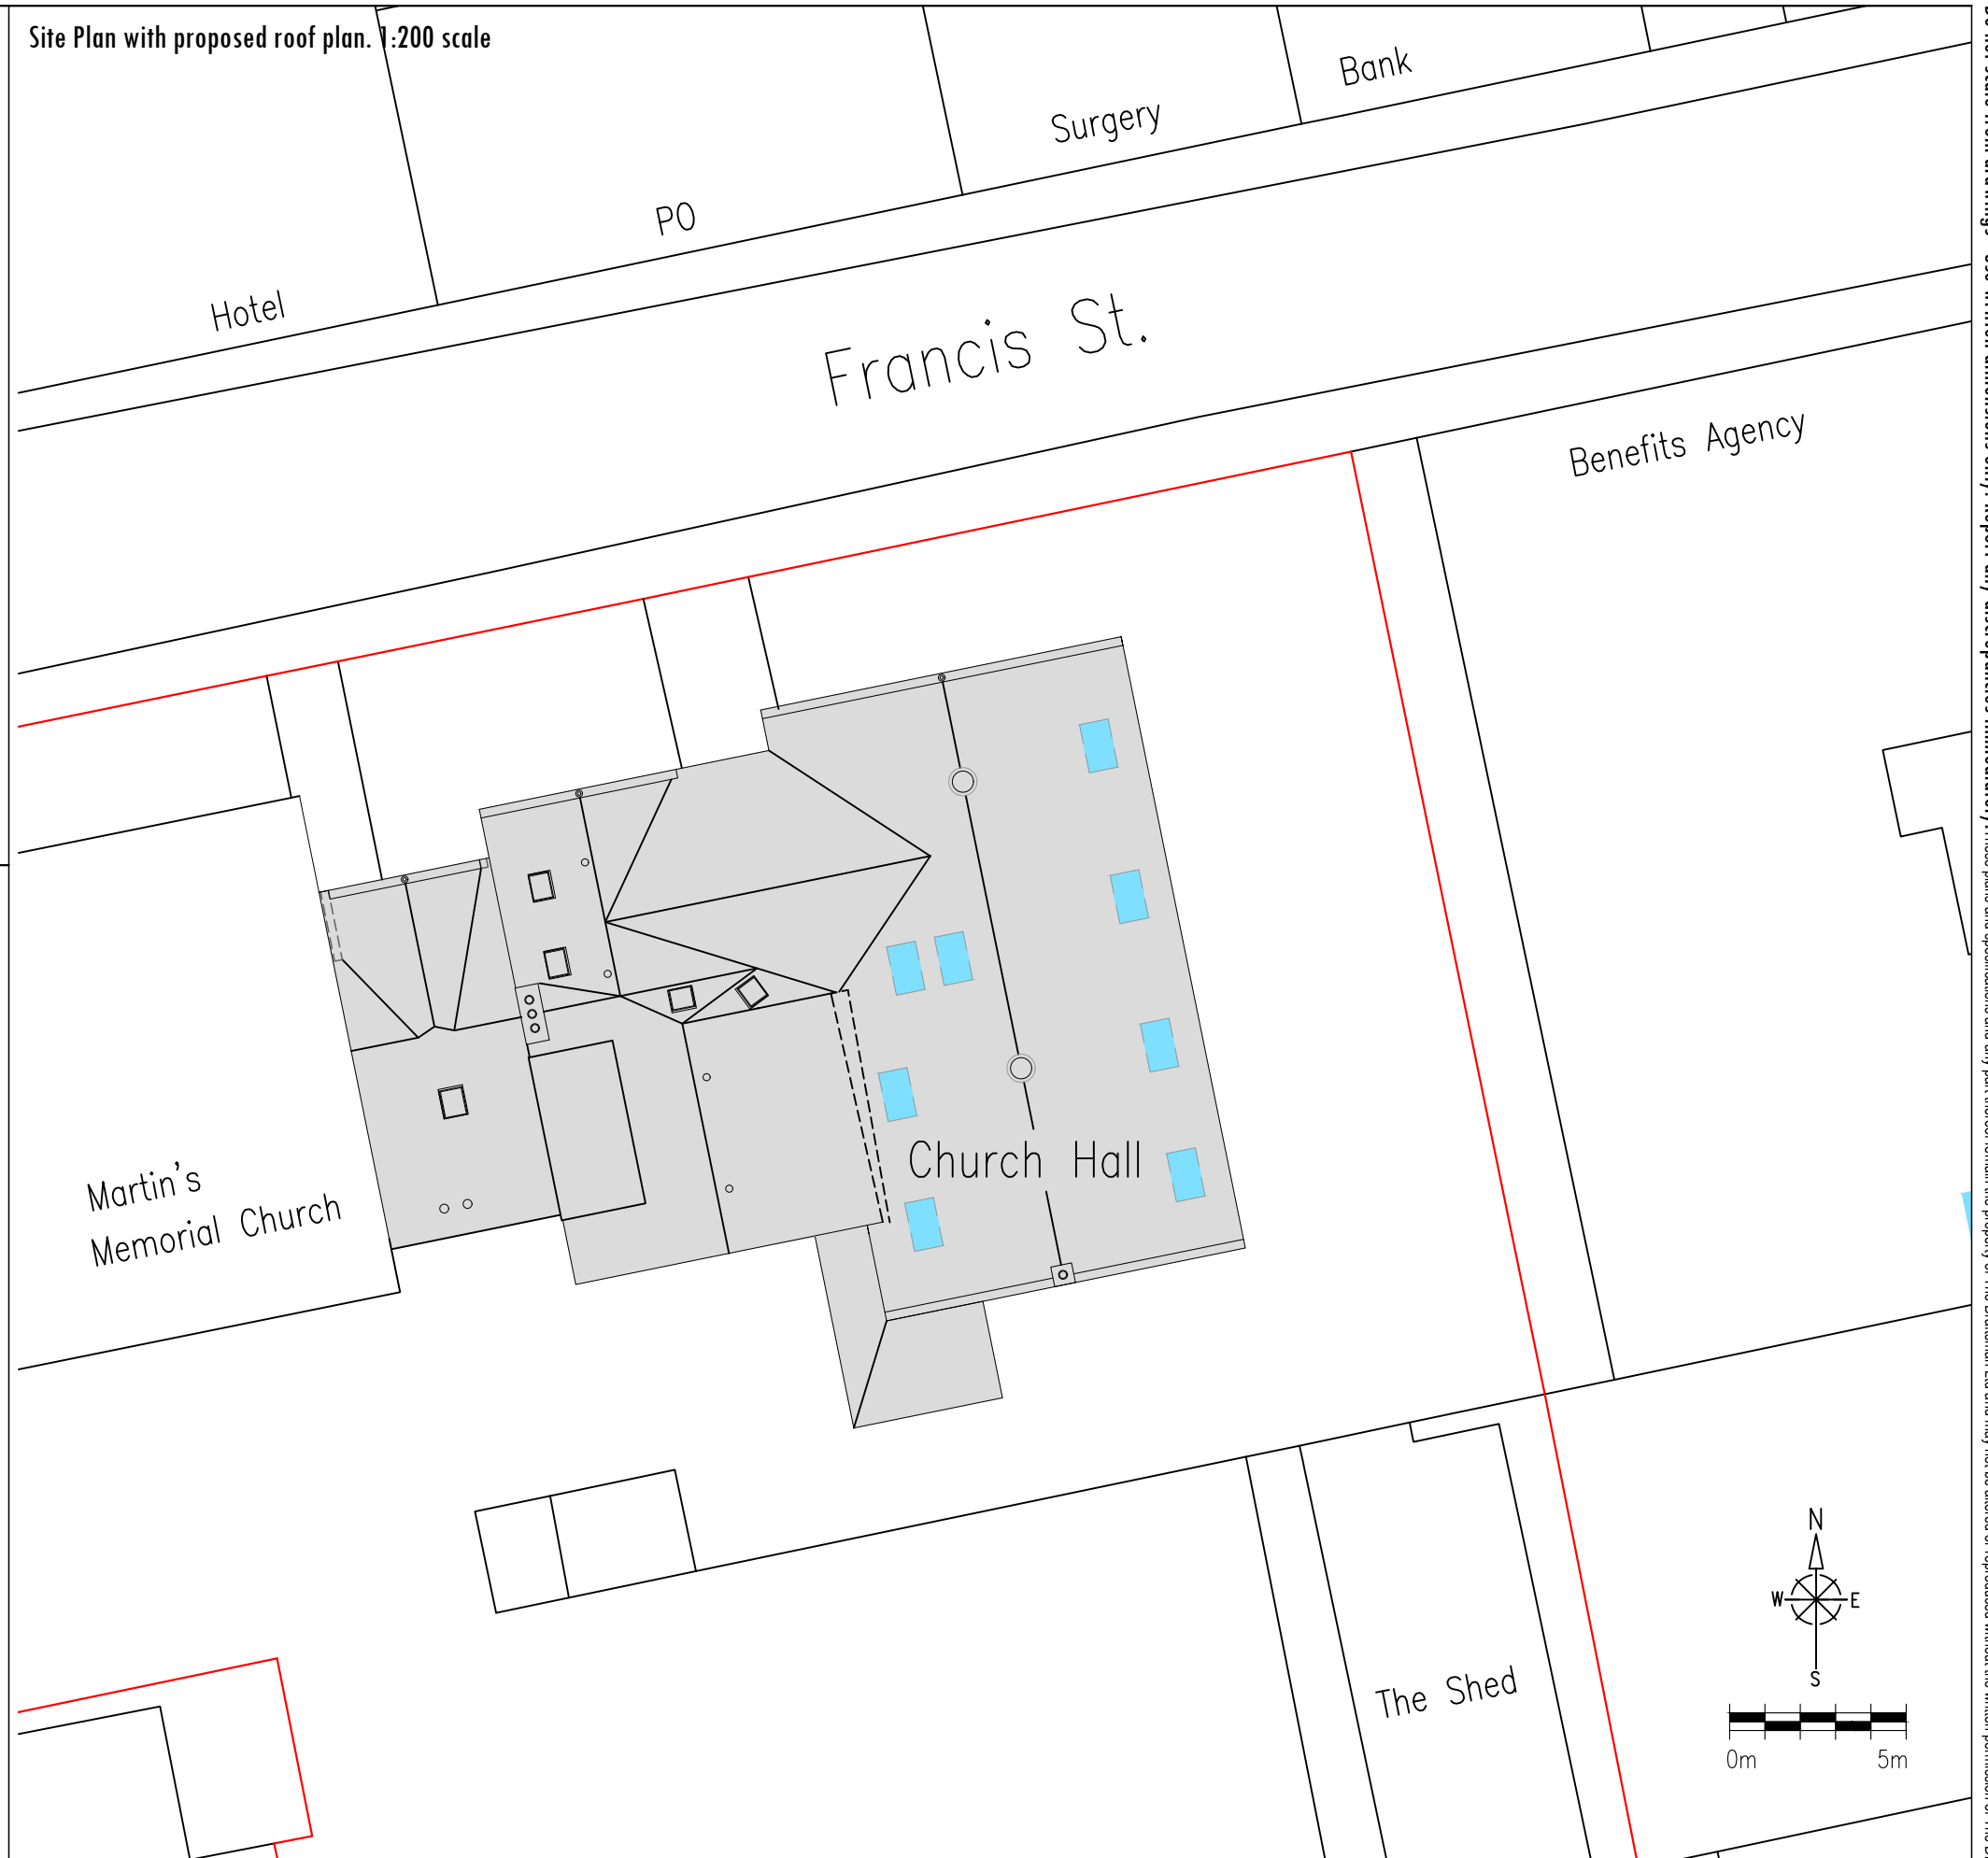 Site Plan with proposed roof plan. 1:200 scale
Bank
Surgery
PO
Hotel
Francis St.
Benefits Agency
Church Hall
Martin's
Memorial Church
The Shed
N
W
E
S
0m
5m